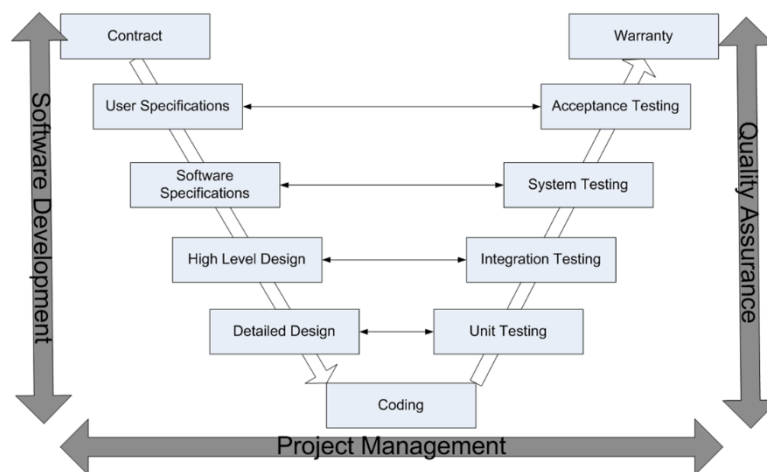 Contract
Warranty
User Specifications
Acceptance Testing
Software
Specifications
System Testing
High Level Design
Integration Testing
Detailed Design
Unit Testing
Coding
Software Development
Quality Assurance
Project Management